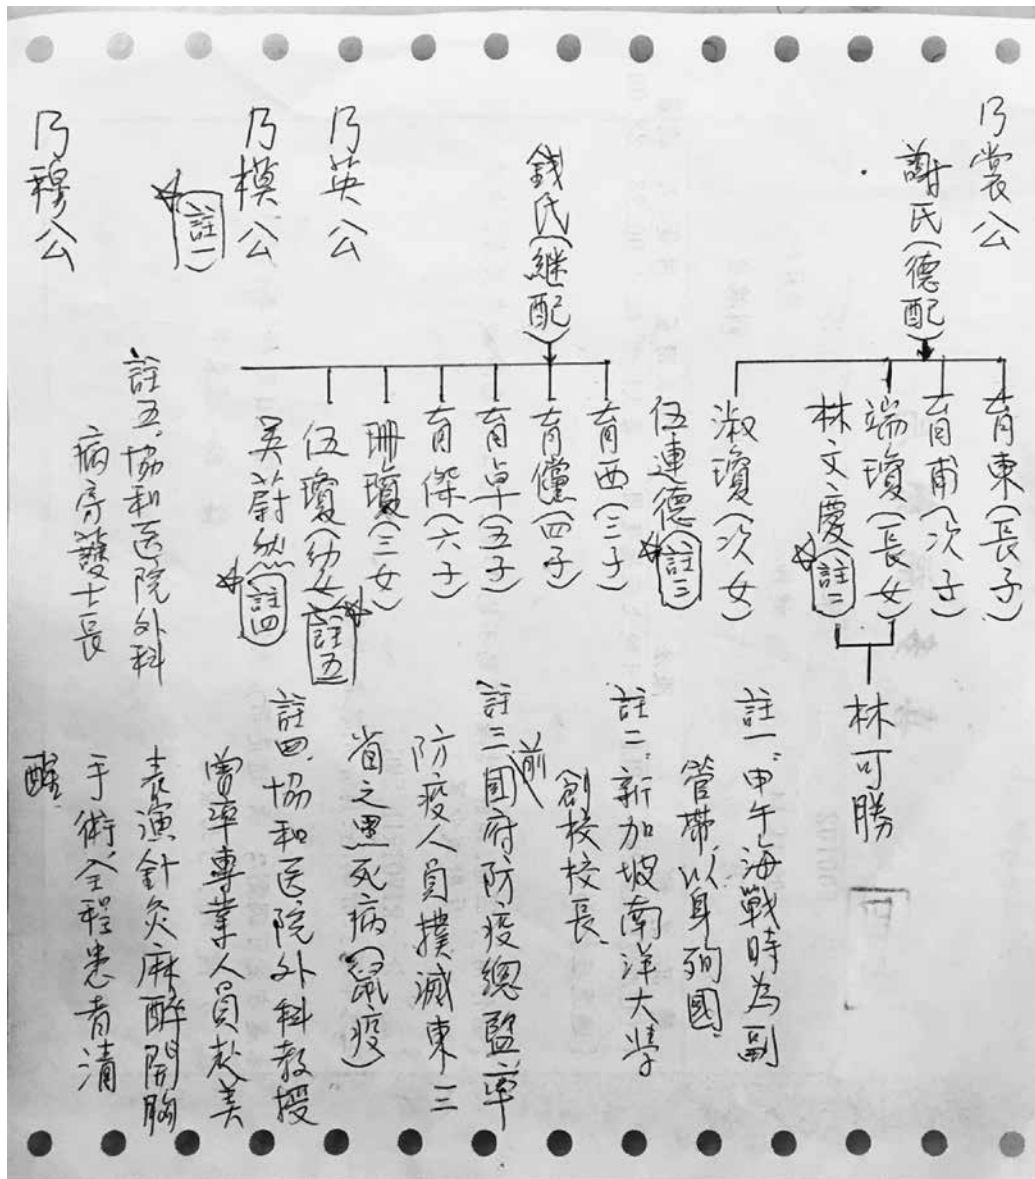 乃裳公
謝氏(德配)
錢氏(継配)
乃英公
乃模公
註一
乃穆公
育東(長子)
育甫(次子)
端瓊(長女)
林文慶(註二)
淑瓊(次女)
伍連德(註三)
育西(三子)
育儻(四子)
育卓(五子)
育傑(六子)
珊瓊(三女)
伍瓊(幼女)註五
吴蔚然(註四)
註五、協和医院外科
病房護士長
林可勝
註一、甲午海戰時為副
管帶以身殉國
註二、新加坡南洋大学
創校校長、
註三、前國府防疫總監、率
防疫人員撲滅東三
省之黑死病(鼠疫)
註四、協和医院外科教授
曾率專業人員赴美
表演針灸麻醉開胸
手術、全程患者清
醒、